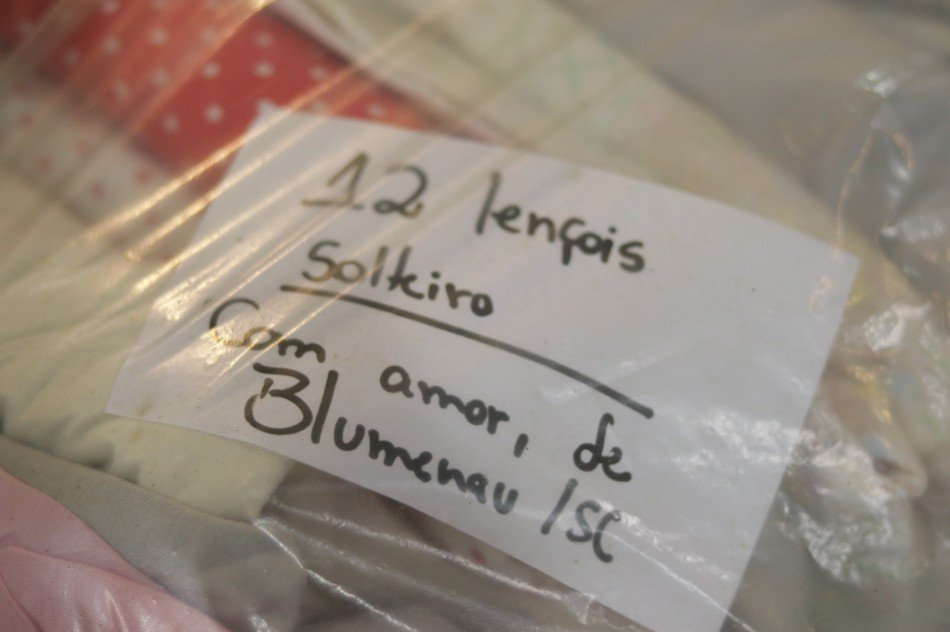 12 lençois
Solteiro
Com amor, de
Blumenau /SC